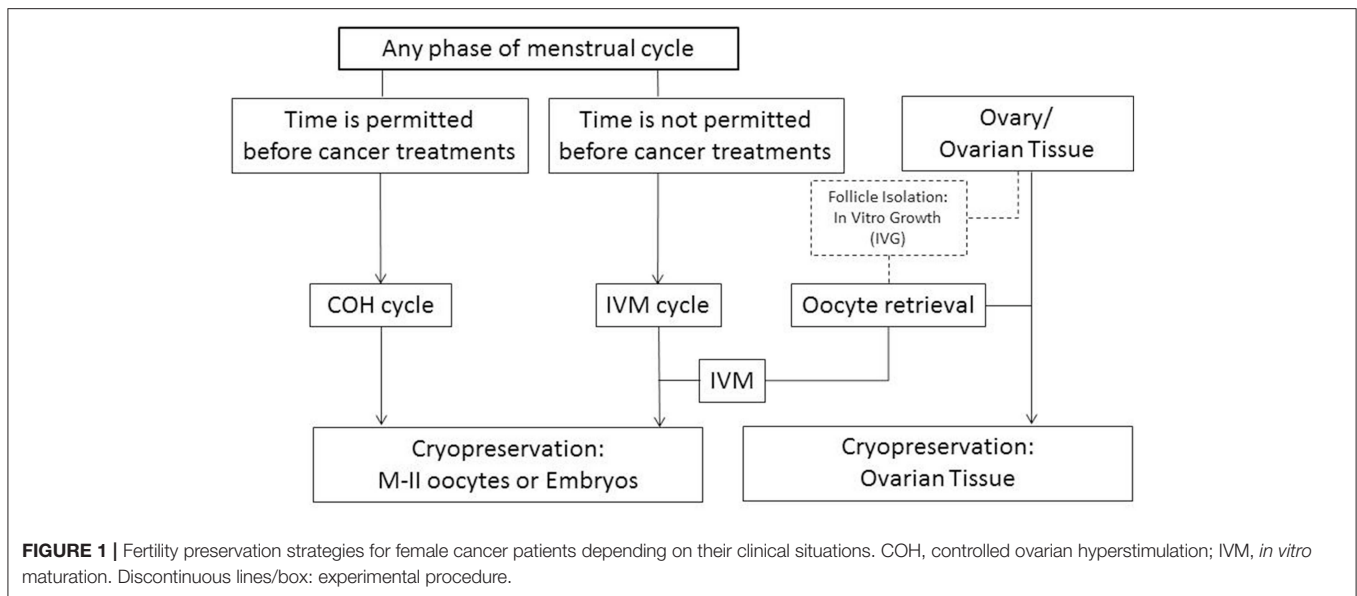 Any phase of menstrual cycle
Time is permitted
before cancer treatments
Time is not permitted
before cancer treatments
Ovary/
Ovarian Tissue
Follicle Isolation:
In Vitro Growth
(IVG)
COH cycle
IVM cycle
Oocyte retrieval
IVM
Cryopreservation:
M-II oocytes or Embryos
Cryopreservation:
Ovarian Tissue
FIGURE 1 | Fertility preservation strategies for female cancer patients depending on their clinical situations. COH, controlled ovarian hyperstimulation; IVM, in vitro
maturation. Discontinuous lines/box: experimental procedure.